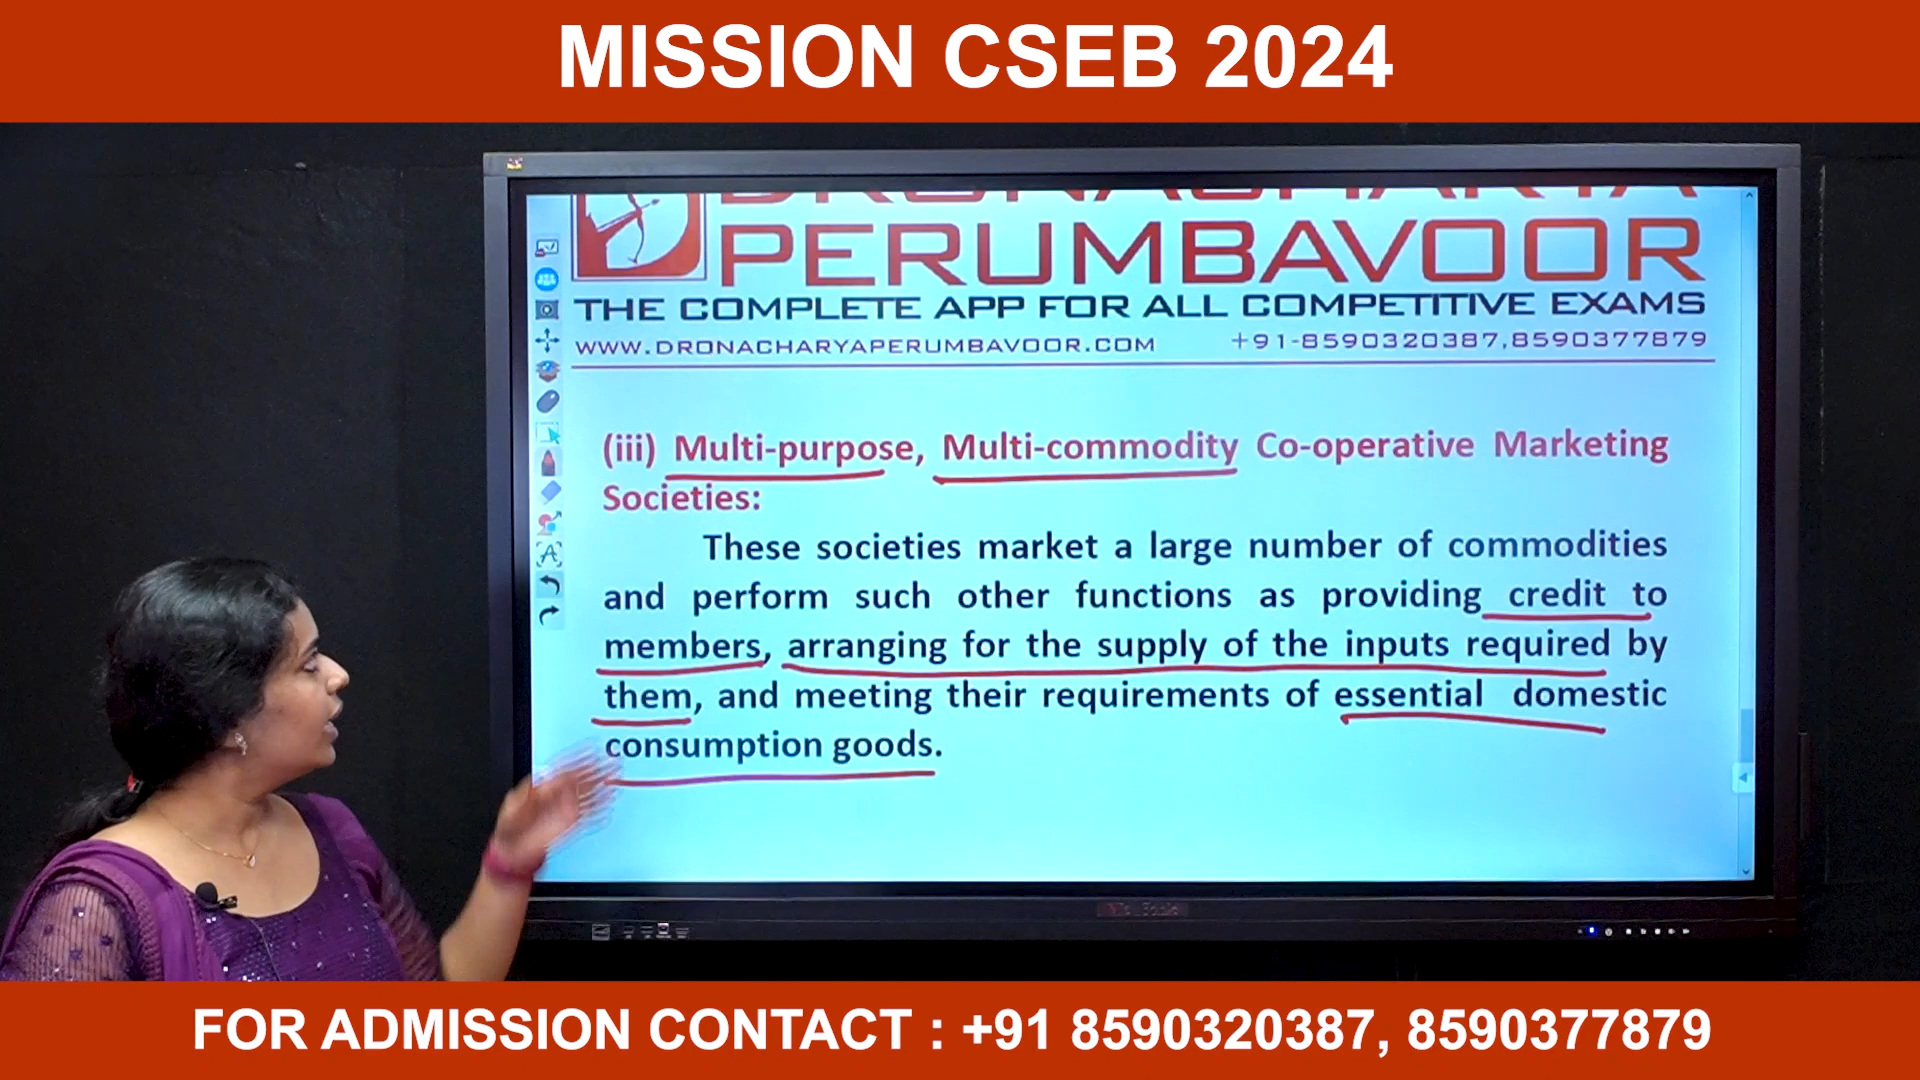 MISSION CSEB 2024
DRONACHARYA
PERUMBAVOOR
THE COMPLETE APP FOR ALL COMPETITIVE EXAMS
WWW.DRONACHARYAPERUMBAVOOR.COM +91-8590320387,8590377879
(iii) Multi-purpose, Multi-commodity Co-operative Marketing
Societies:
These societies market a large number of commodities
and perform such other functions as providing credit to
members, arranging for the supply of the inputs required by
them, and meeting their requirements of essential domestic
consumption goods.
FOR ADMISSION CONTACT : +91 8590320387, 8590377879